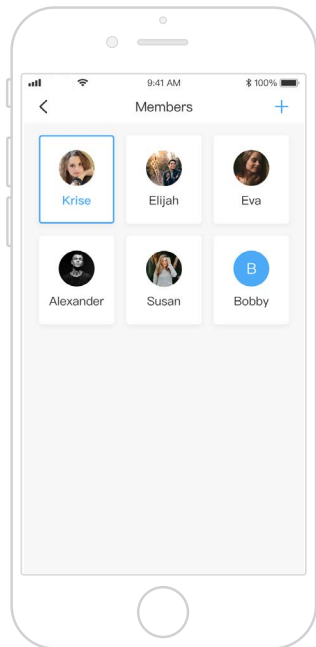 9:41 AM
100%
Members
Krise
Elijah
Eva
Alexander
Susan
B
Bobby